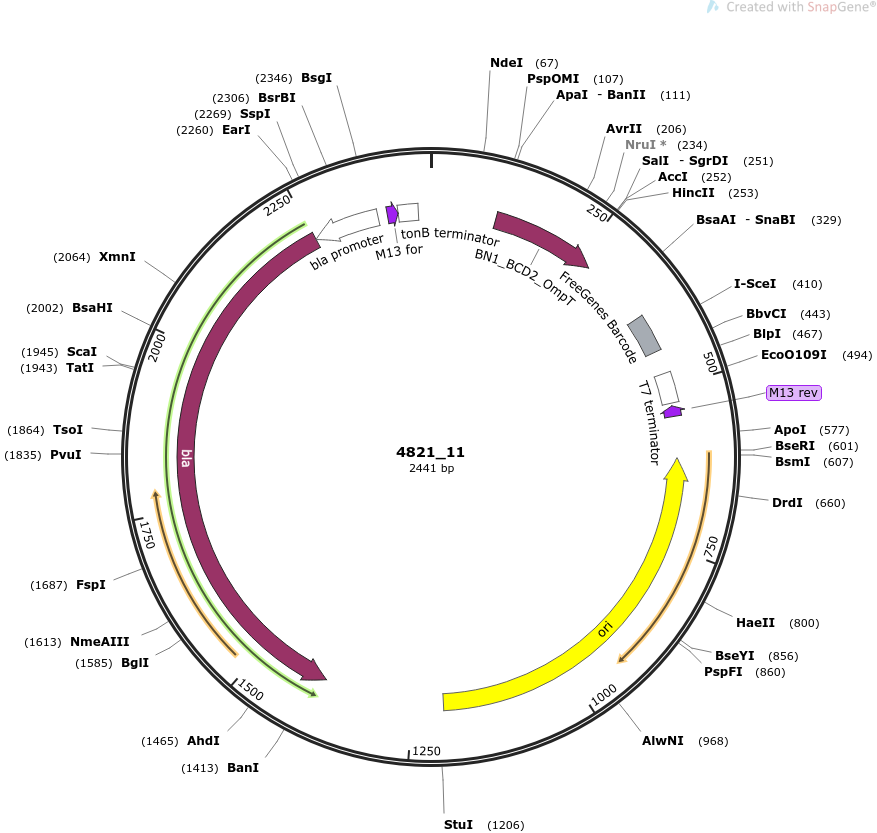 Created with SnapGene®
(2346) BsgI
(2306) BsrBI
(2269) SspI
(2260) EarI
NdeI (67)
PspOMI (107)
ApaI - BanII (111)
AvrII (206)
NruI * (234)
SalI - SgrDI (251)
AccI (252)
HincII (253)
BsaAI - SnaBI (329)
I-SceI (410)
BbvCI (443)
BlpI (467)
EcoO109I (494)
M13 rev
ApoI (577)
BseRI (601)
BsmI (607)
DrdI (660)
HaeII (800)
BseYI (856)
PspFI (860)
AlwNI (968)
StuI (1206)
(1413) BanI
(1465) AhdI
(1585) BglI
(1613) NmeAIII
(1687) FspI
(1835) PvuI
(1864) TsoI
(1943) TatI
(1945) ScaI
(2002) BsaHI
(2064) XmnI
250
500
750
1000
1250
1500
1750
2000
2250
bla promoter
M13 for
tonB terminator
BN1_BCD2_OmpT
FreeGenes Barcode
T7 terminator
ori
bla
4821_11
2441 bp